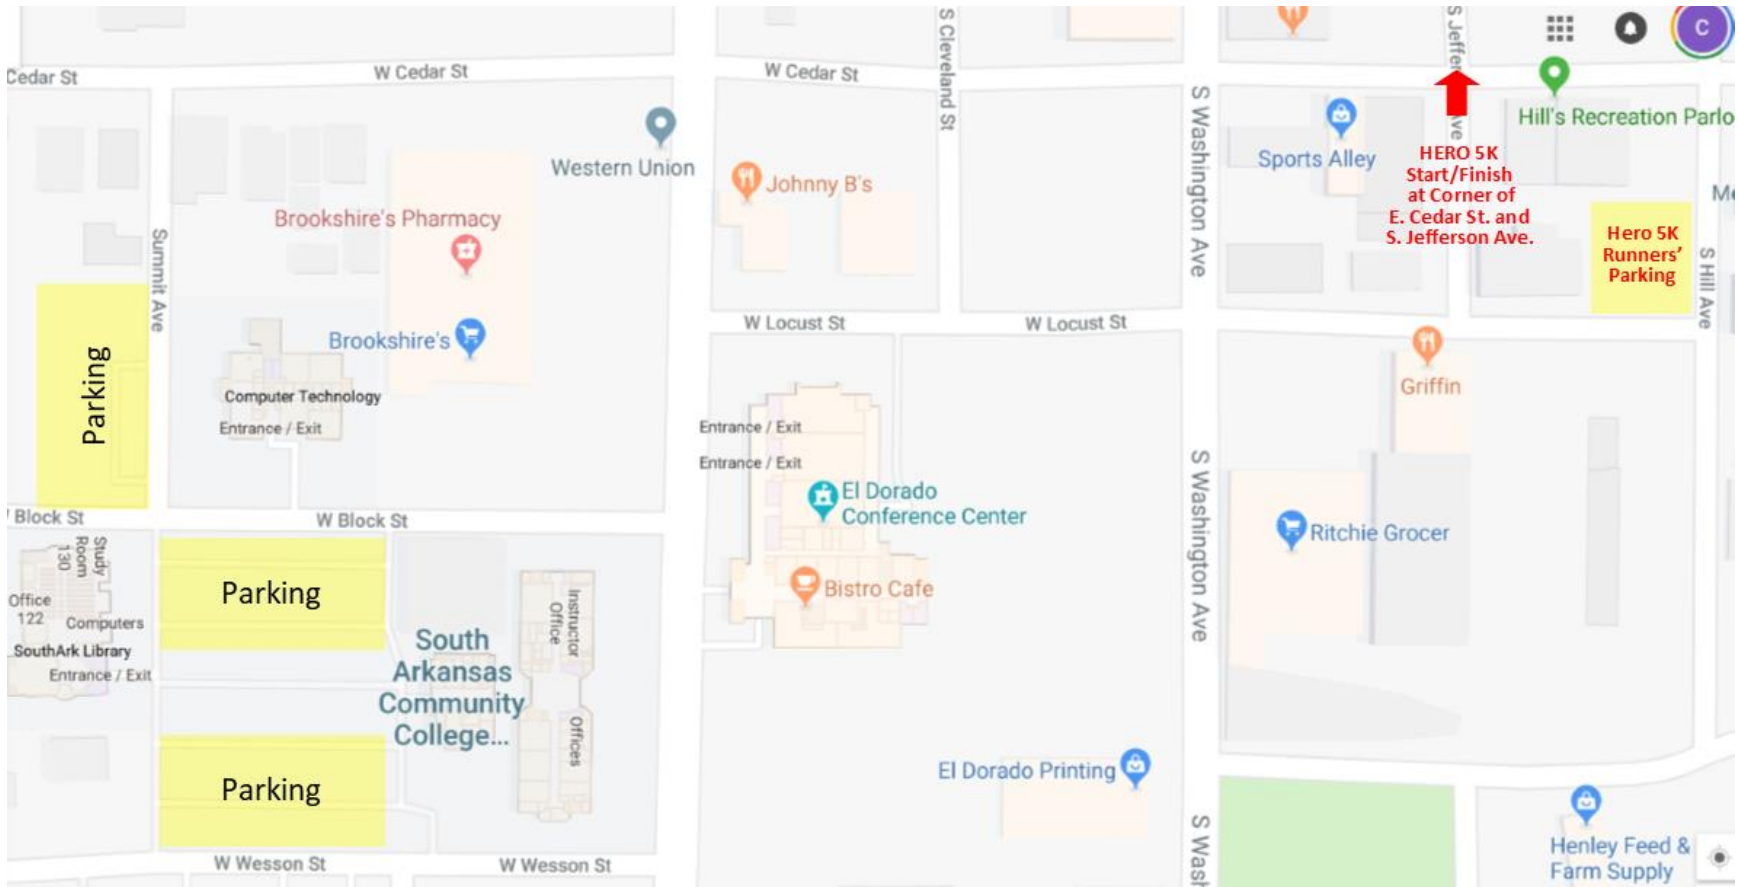 Cedar St
W Cedar St
W Cedar St
S Cleveland St
S Jeffer
Ave
C
Western Union
Johnny B's
S Washington Ave
Sports Alley
Hill's Recreation Parlo
HERO 5K
Start/Finish
at Corner of
E. Cedar St. and
S. Jefferson Ave.
Hero 5K
Runners'
Parking
Me
S Hill Ave
Brookshire's Pharmacy
Summit Ave
Brookshire's
Parking
W Locust St
W Locust St
Griffin
Computer Technology
Entrance / Exit
Entrance / Exit
Entrance / Exit
El Dorado
Conference Center
S Washington Ave
Ritchie Grocer
Block St
W Block St
Study
Room
130
Office
122
Computers
SouthArk Library
Entrance / Exit
Parking
South
Arkansas
Community
College...
Instructor
Office
Offices
Bistro Cafe
Parking
El Dorado Printing
S Wash
Henley Feed &
Farm Supply
W Wesson St
W Wesson St